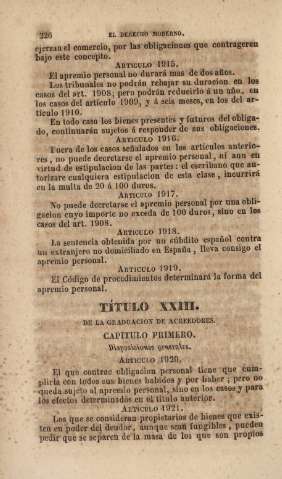 226 EL DERECHO MODERNO.
ejerzan el comercio, por las obligaciones que contrageren
bajo este concepto.
ARTICULO 1915.
El apremio personal no durará mas de dos años.
Los tribunales no podrán rebajar su duracion en los
casos del art. 1908; pero podrán reducirlo á un año, en
los casos del artículo 1909, y á seis meses, en los del ar-
tículo 1910.
En todo caso los bienes presentes y futuros del obliga-
do, continuarán sujetos á responder de sus obligaciones.
ARTICULO 1916.
Fuera de los casos señalados en los artículos anterio-
res, no puede decretarse el apremio personal, ni aun en
virtud de estipulacion de las partes: el escribano que au-
torizare cualquiera estipulacion de esta clase, incurrirá
en la multa de 20 á 100 duros.
ARTICULO 1917.
No puede decretarse el apremio personal por una obli-
gacion cuyo importe no exceda de 100 duros, sino en los
casos del art. 1908.
ARTICULO 1918.
La sentencia obtenida por un súbdito español contra
un extranjero no domiciliado en España, lleva consigo el
apremio personal.
ARTICULO 1919.
El Código de procedimientos determinará la forma del
apremio personal.
TÍTULO XXIII.
DE LA GRADUACION DE ACREEDORES.
CAPITULO PRIMERO.
Disposiciones generales.
ARTICULO 1920.
El que contrae obligacion personal tiene que cum-
plirla con todos sus bienes habidos y por haber; pero no
queda sujeto al apremio personal, sino en los casos y para
los efectos determinados en el título anterior.
ARTICULO 1921.
Los que se consideran propietarios de bienes que exis-
ten en poder del deudor, aunque sean fungibles, pueden
pedir que se separen de la masa de los que son propios